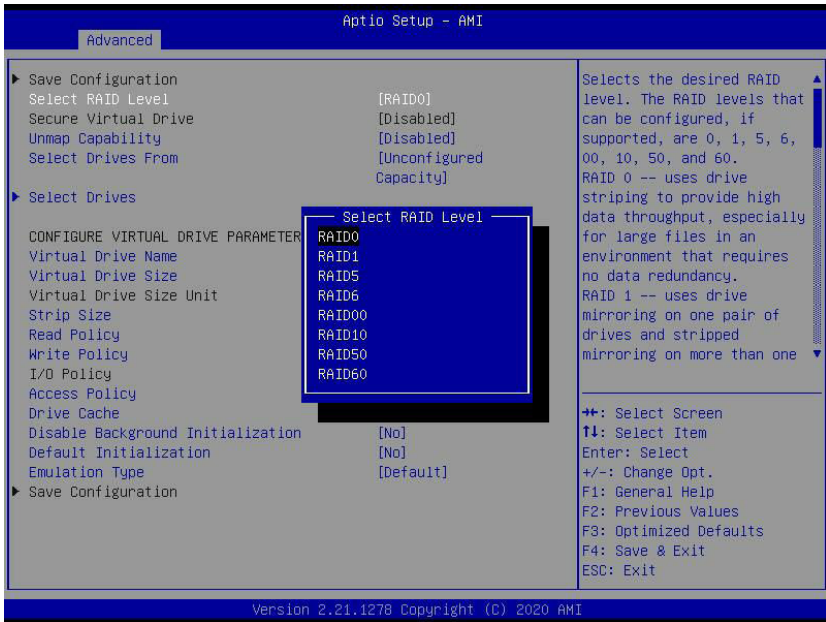 Aptio Setup - AMI
Advanced
Save Configuration
Select RAID Level [RAID0]
Secure Virtual Drive [Disabled]
Unmap Capability [Disabled]
Select Drives From [Unconfigured
Capacity]
Select Drives
CONFIGURE VIRTUAL DRIVE PARAMETER
Virtual Drive Name
Virtual Drive Size
Virtual Drive Size Unit
Strip Size
Read Policy
Write Policy
I/O Policy
Access Policy
Drive Cache
Disable Background Initialization [No]
Default Initialization [No]
Emulation Type [Default]
Save Configuration
Select RAID Level
RAID0
RAID1
RAID5
RAID6
RAID00
RAID10
RAID50
RAID60
Selects the desired RAID
level. The RAID levels that
can be configured, if
supported, are 0, 1, 5, 6,
00, 10, 50, and 60.
RAID 0 -- uses drive
striping to provide high
data throughput, especially
for large files in an
environment that requires
no data redundancy.
RAID 1 -- uses drive
mirroring on one pair of
drives and stripped
mirroring on more than one
→←: Select Screen
↑↓: Select Item
Enter: Select
+/-: Change Opt.
F1: General Help
F2: Previous Values
F3: Optimized Defaults
F4: Save & Exit
ESC: Exit
Version 2.21.1278 Copyright (C) 2020 AMI